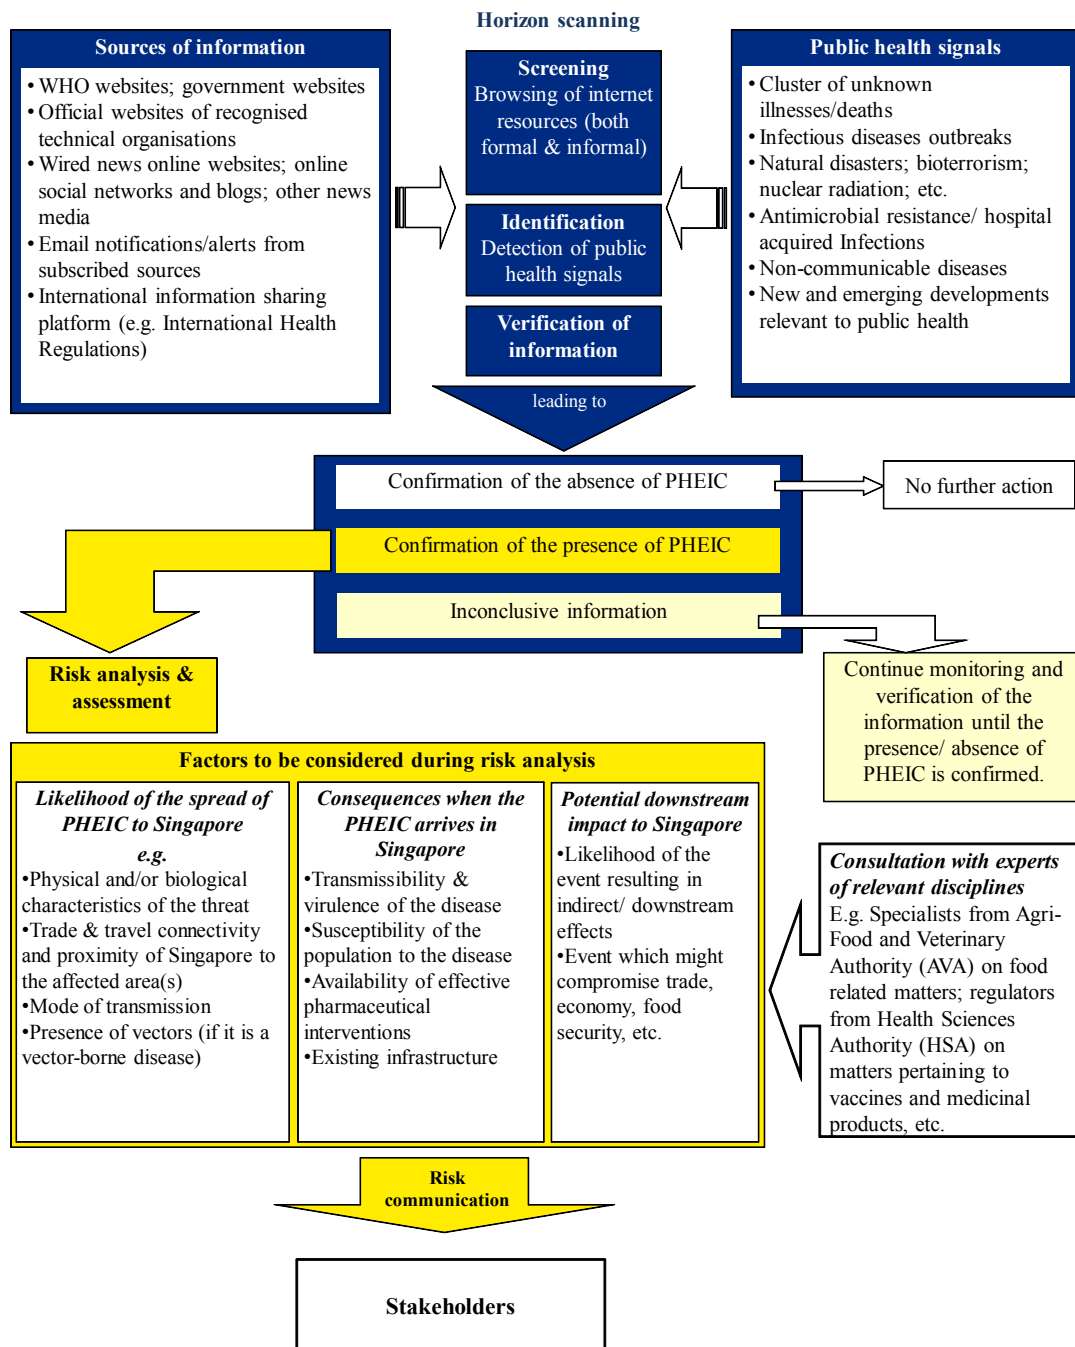 Horizon scanning
Sources of information
• WHO websites; government websites
• Official websites of recognised
technical organisations
• Wired news online websites; online
social networks and blogs; other news
media
• Email notifications/alerts from
subscribed sources
• International information sharing
platform (e.g. International Health
Regulations)
Screening
Browsing of internet
resources (both
formal & informal)
Identification
Detection of public
health signals
Verification of
information
leading to
Public health signals
• Cluster of unknown
illnesses/deaths
• Infectious diseases outbreaks
• Natural disasters; bioterrorism;
nuclear radiation; etc.
• Antimicrobial resistance/ hospital
acquired Infections
• Non-communicable diseases
• New and emerging developments
relevant to public health
Confirmation of the absence of PHEIC
No further action
Confirmation of the presence of PHEIC
Inconclusive information
Continue monitoring and
verification of the
information until the
presence/ absence of
PHEIC is confirmed.
Risk analysis &
assessment
Factors to be considered during risk analysis
Likelihood of the spread of
PHEIC to Singapore
e.g.
•Physical and/or biological
characteristics of the threat
•Trade & travel connectivity
and proximity of Singapore to
the affected area(s)
•Mode of transmission
•Presence of vectors (if it is a
vector-borne disease)
Consequences when the
PHEIC arrives in
Singapore
•Transmissibility &
virulence of the disease
•Susceptibility of the
population to the disease
•Availability of effective
pharmaceutical
interventions
•Existing infrastructure
Potential downstream
impact to Singapore
•Likelihood of the
event resulting in
indirect/ downstream
effects
•Event which might
compromise trade,
economy, food
security, etc.
Consultation with experts
of relevant disciplines
E.g. Specialists from Agri-
Food and Veterinary
Authority (AVA) on food
related matters; regulators
from Health Sciences
Authority (HSA) on
matters pertaining to
vaccines and medicinal
products, etc.
Risk
communication
Stakeholders